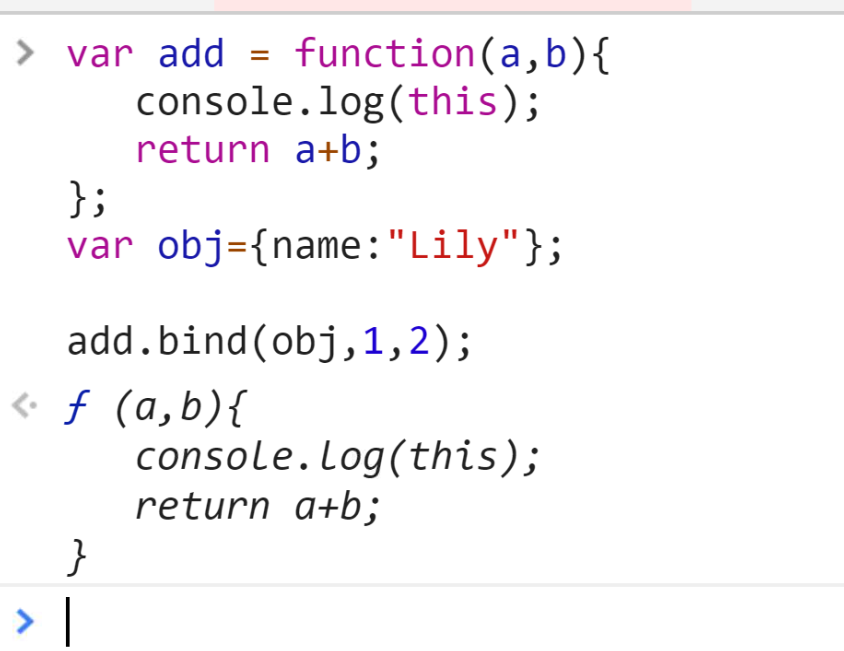 > var add = function(a,b){
console.log(this);
return a+b;
};
var obj={name:"Lily"};
add.bind(obj,1,2);
ƒ (a,b){
console.log(this);
return a+b;
}
>